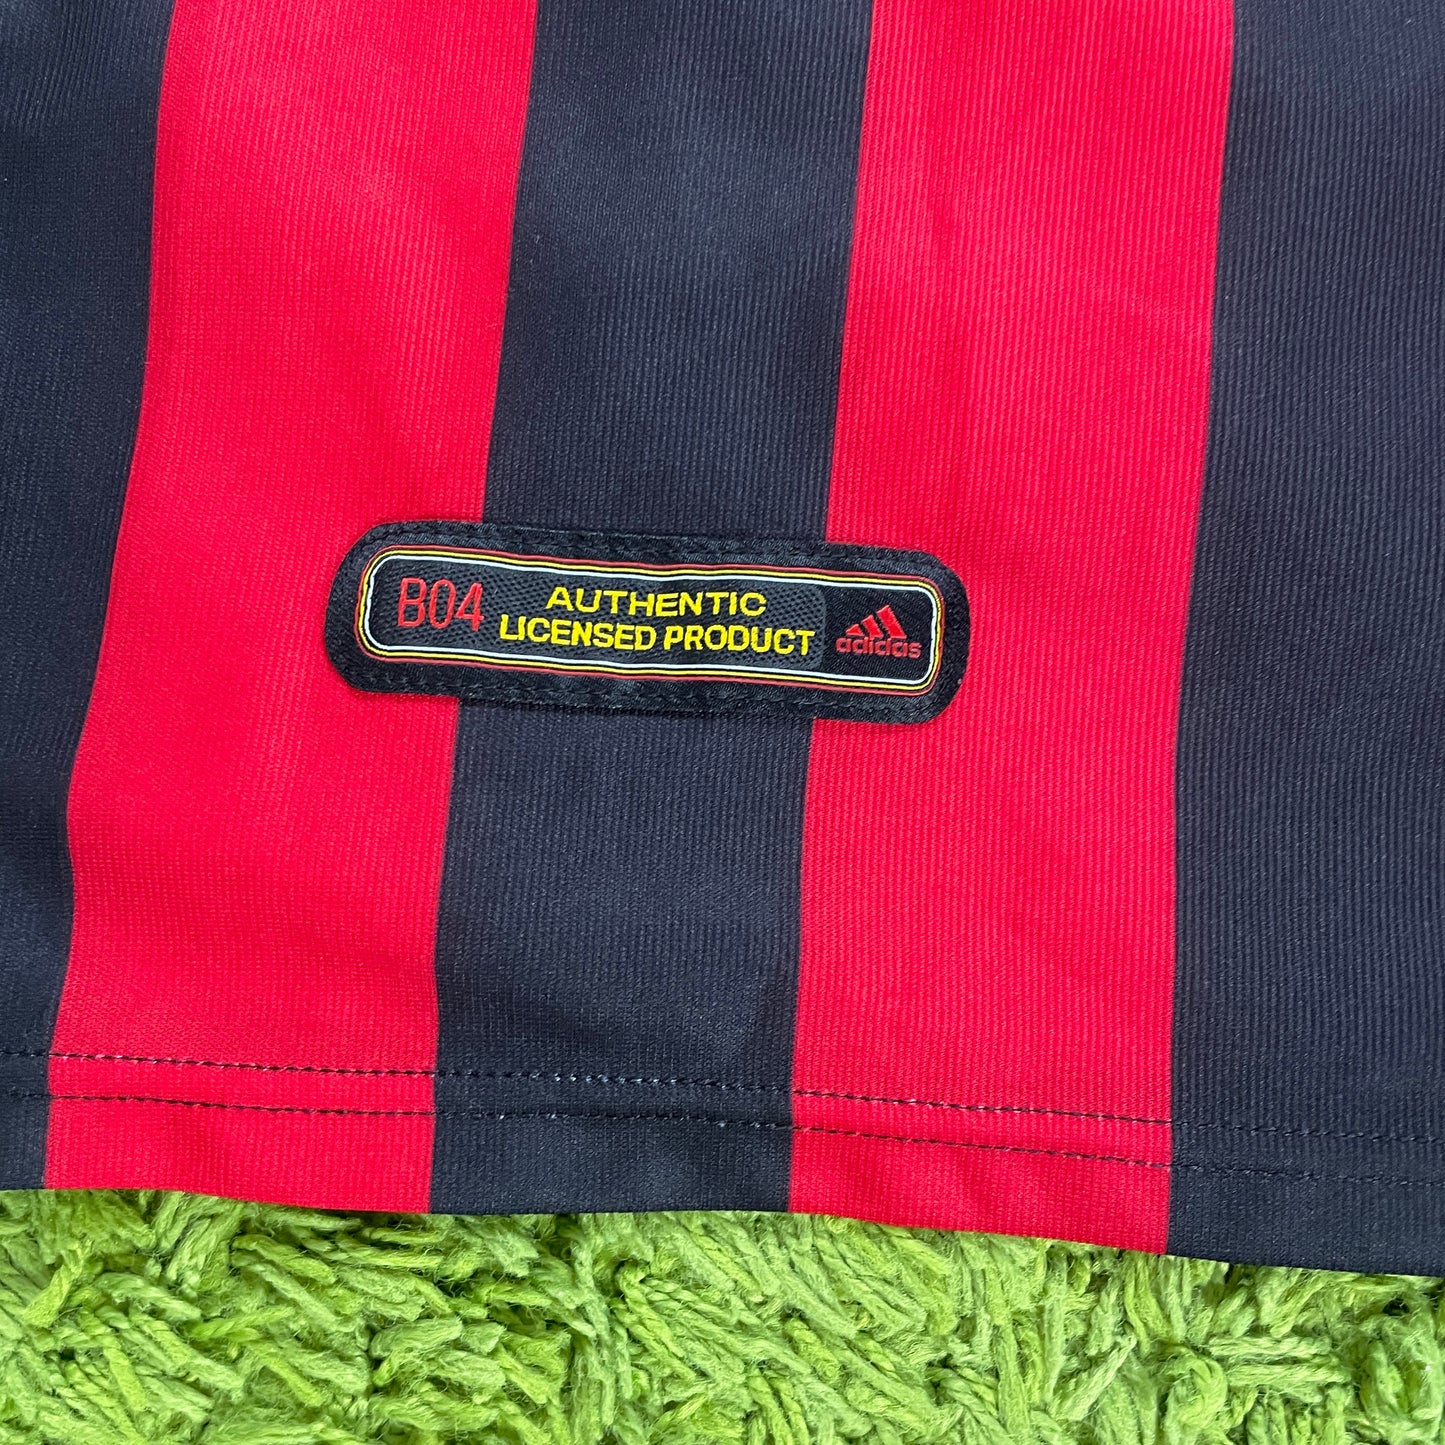 B04
AUTHENTIC
LICENSED PRODUCT
adidas